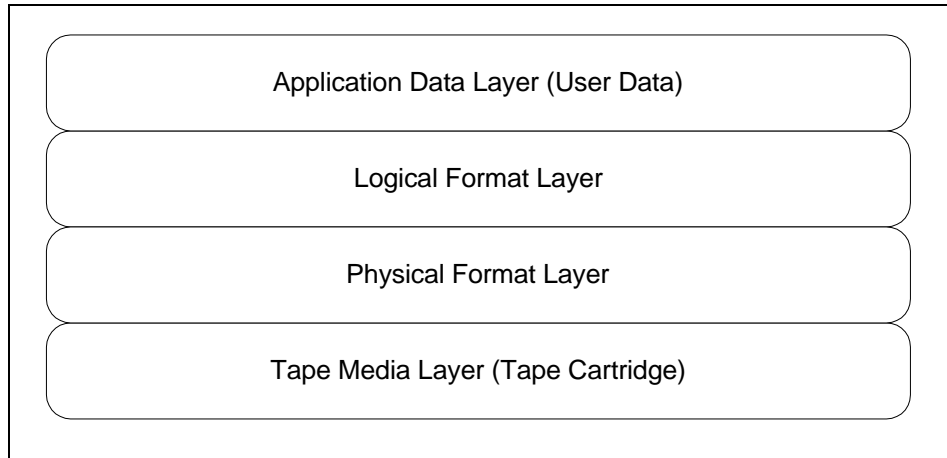 Application Data Layer (User Data)
Logical Format Layer
Physical Format Layer
Tape Media Layer (Tape Cartridge)